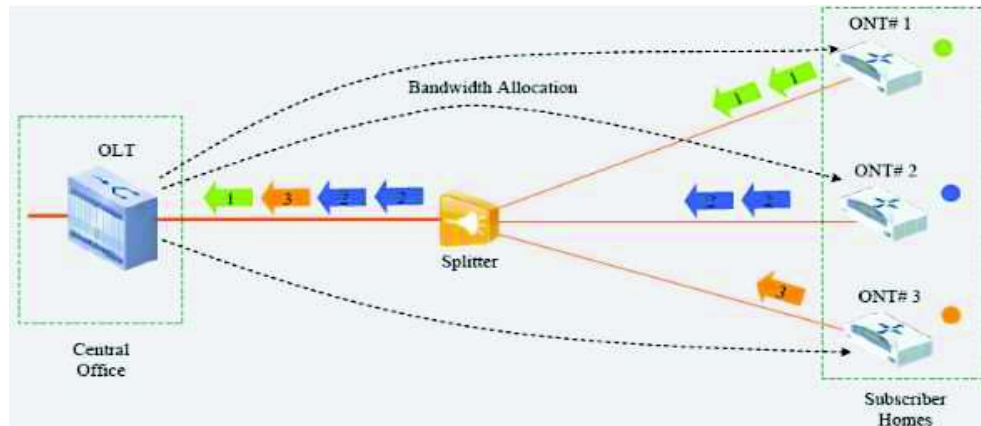 ONT# 1
1
1
Bandwidth Allocation
OLT
ONT# 2
1
3
2
2
2
2
Splitter
ONT# 3
3
Central
Office
Subscriber
Homes